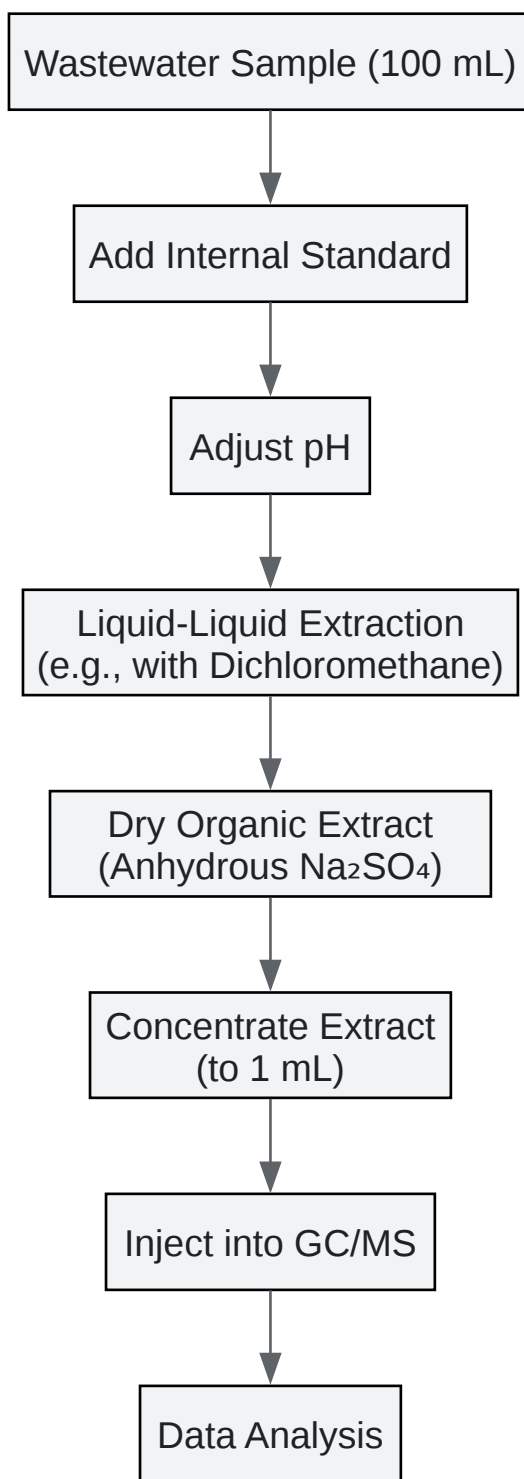 Wastewater Sample (100 mL)
Add Internal Standard
Adjust pH
Liquid-Liquid Extraction
(e.g., with Dichloromethane)
Dry Organic Extract
(Anhydrous Na₂SO₄)
Concentrate Extract
(to 1 mL)
Inject into GC/MS
Data Analysis